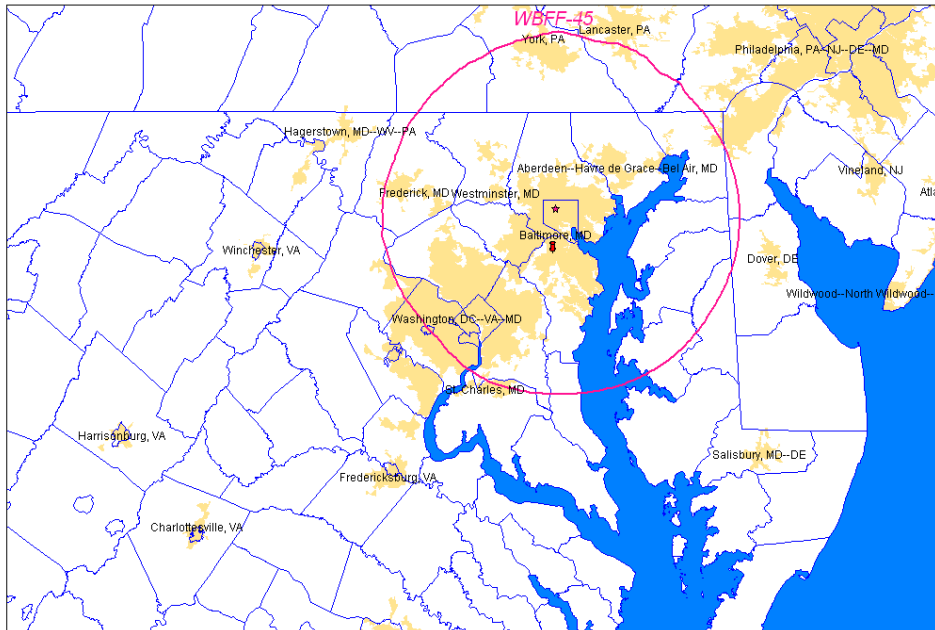 WBFF-45
Lancaster, PA
York, PA
Philadelphia, PA--NJ--DE--MD
Hagerstown, MD--WV--PA
Aberdeen--Havre de Grace--Bel Air, MD
Vineland, NJ
Frederick, MD
Westminster, MD
Atla
Baltimore, MD
Winchester, VA
Dover, DE
Wildwood--North Wildwood--
Washington, DC--VA--MD
St. Charles, MD
Harrisonburg, VA
Salisbury, MD--DE
Fredericksburg, VA
Charlottesville, VA